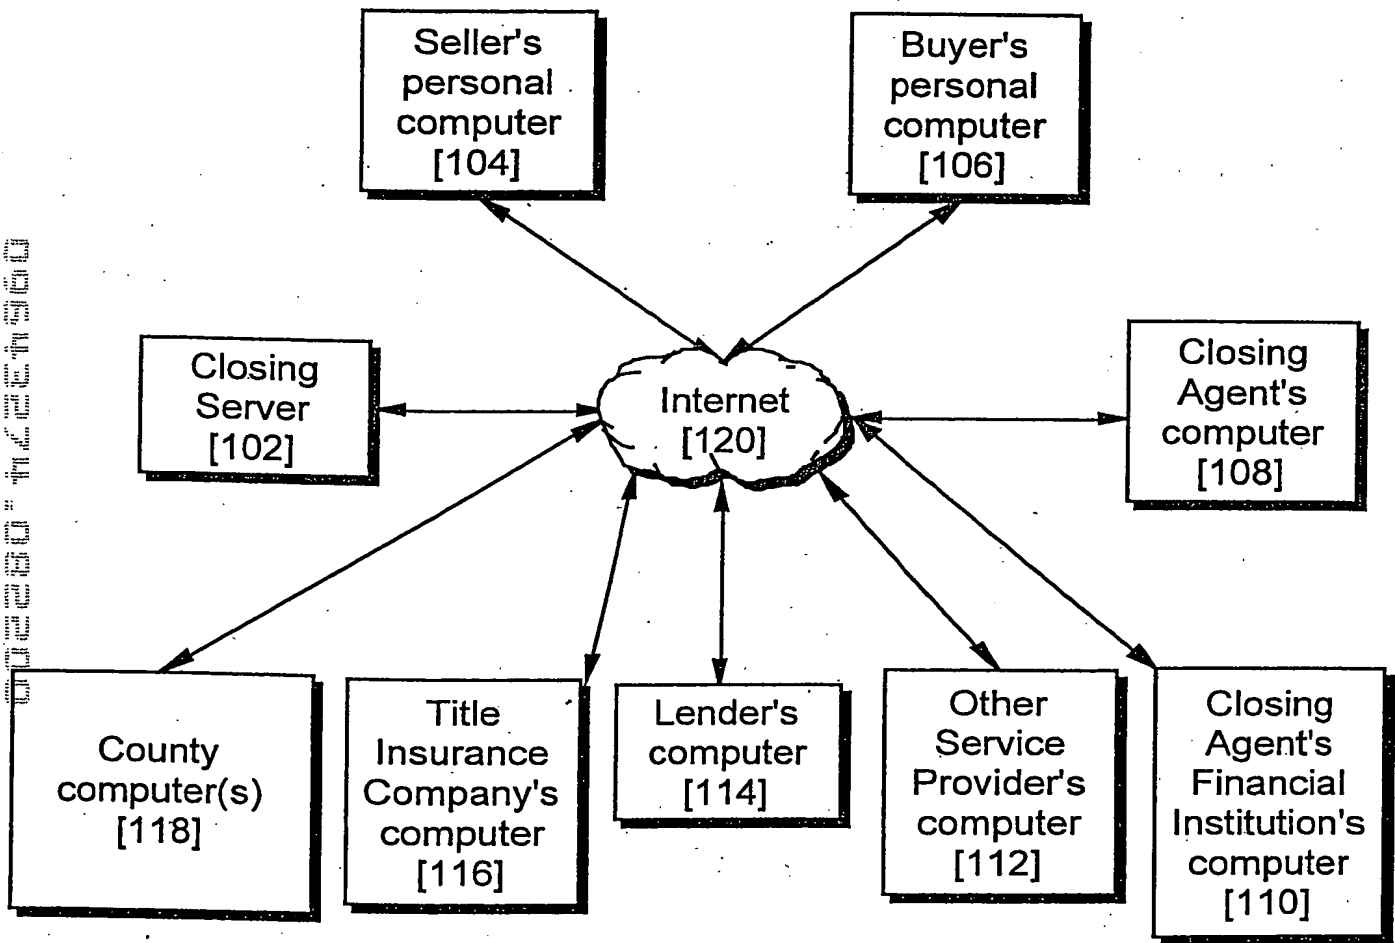 Seller's
personal
computer
[104]
Buyer's
personal
computer
[106]
Closing
Server
[102]
Internet
[120]
Closing
Agent's
computer
[108]
County
computer(s)
[118]
Title
Insurance
Company's
computer
[116]
Lender's
computer
[114]
Other
Service
Provider's
computer
[112]
Closing
Agent's
Financial
Institution's
computer
[110]